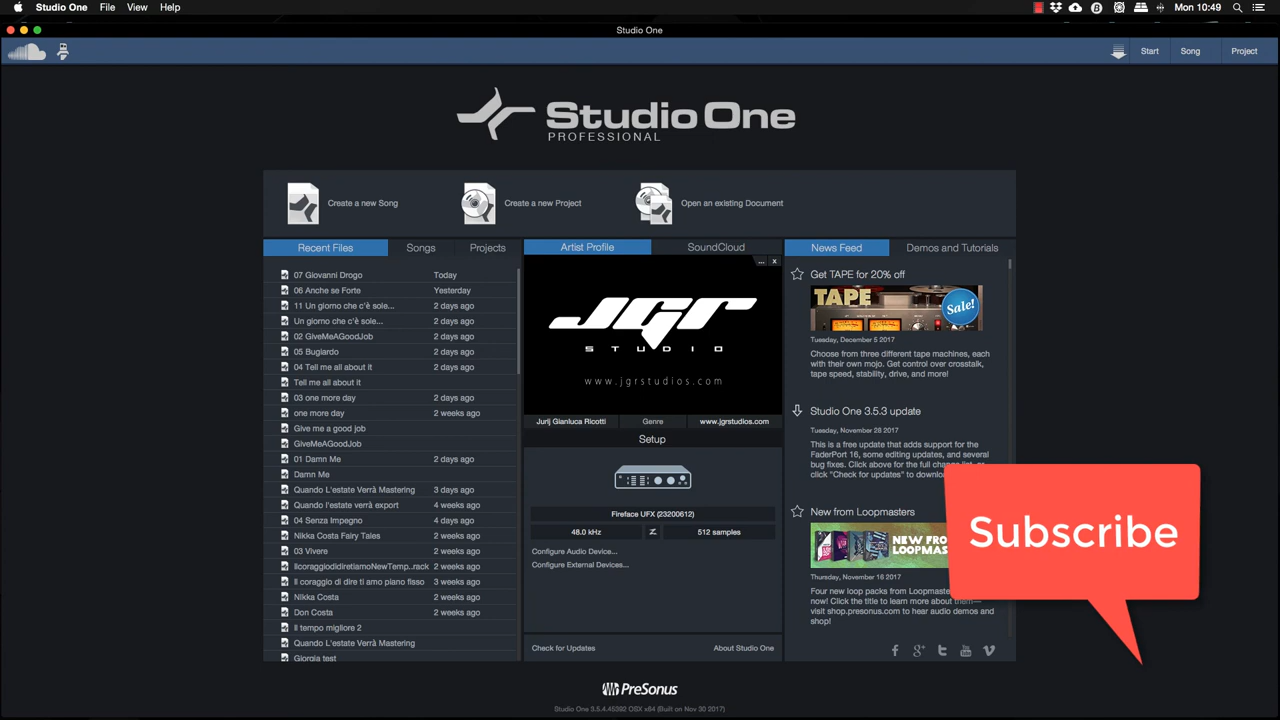 Studio One File View Help
Mon 10:49
Studio One
Start Song Project
Studio One
PROFESSIONAL
Create a new Song
Create a new Project
Open an existing Document
Recent Files Songs Projects
07 Giovanni Drogo Today
06 Anche se Forte Yesterday
11 Un giorno che c'è sole... 2 days ago
Un giorno che c'è sole... 2 days ago
02 GiveMeAGoodJob 2 days ago
05 Bugiardo 2 days ago
04 Tell me all about it 2 days ago
Tell me all about it
03 one more day 2 days ago
one more day 2 weeks ago
Give me a good job
GiveMeAGoodJob
01 Damn Me 2 days ago
Damn Me
Quando L'estate Verrà Mastering 3 days ago
Quando l'estate verrà export 4 weeks ago
04 Senza Impegno 4 days ago
Nikka Costa Fairy Tales 2 weeks ago
03 Vivere 2 weeks ago
IlcoraggiodidiretiamoNewTemp..rack 2 weeks ago
Il coraggio di dire ti amo piano fisso 3 weeks ago
Nikka Costa 2 weeks ago
Don Costa 2 weeks ago
Il tempo migliore 2
Quando L'estate Verrà Mastering
Giorgia test
Artist Profile SoundCloud
... x
JGR
STUDIO
www.jgrstudios.com
Jurij Gianluca Ricotti Genre www.jgrstudios.com
Setup
Fireface UFX (23200612)
48.0 kHz 512 samples
Configure Audio Device...
Configure External Devices...
Check for Updates About Studio One
News Feed Demos and Tutorials
Get TAPE for 20% off
TAPE Sale!
Tuesday, December 5 2017
Choose from three different tape machines, each
with their own mojo. Get control over crosstalk,
tape speed, stability, drive, and more!
Studio One 3.5.3 update
Tuesday, November 28 2017
This is a free update that adds support for the
FaderPort 16, some editing updates, and several
bug fixes. Click above for the full
click "Check for updates" to
New from Loopmasters
NEW
LOOPMAS
Thursday, November 16 2017
Four new loop packs from
now! Click the title to learn more about
visit shop.presonus.com to hear audio demos and
shop!
Subscribe
PreSonus
Studio One 3.5.4.45392 OSX x64 (Built on Nov 30 2017)